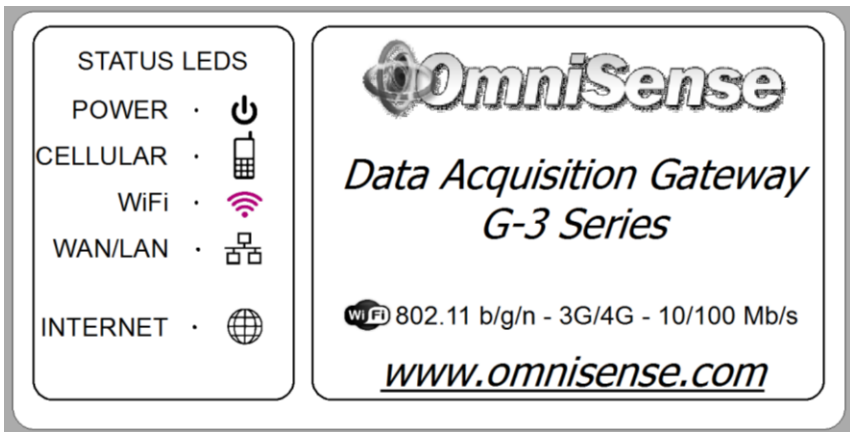 STATUS LEDS
POWER ·
CELLULAR ·
WiFi ·
WAN/LAN ·
INTERNET ·
OmniSense
Data Acquisition Gateway
G-3 Series
WiFi 802.11 b/g/n - 3G/4G - 10/100 Mb/s
www.omnisense.com